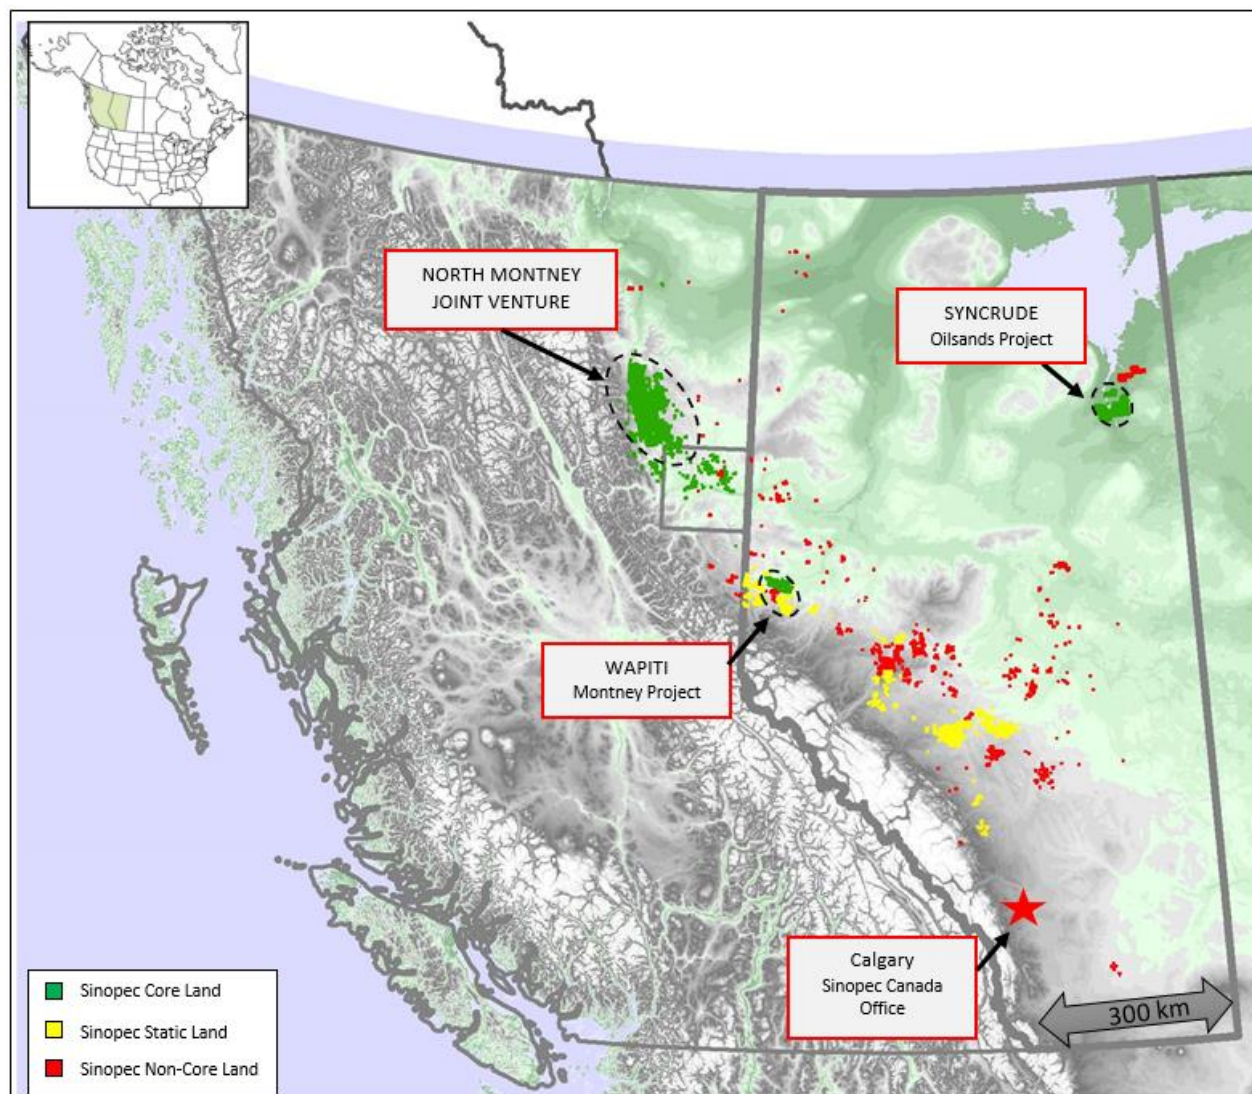 NORTH MONTNEY
JOINT VENTURE
SYNCRUDE
Oilsands Project
WAPITI
Montney Project
Calgary
Sinopec Canada
Office
300 km
Sinopec Core Land
Sinopec Static Land
Sinopec Non-Core Land